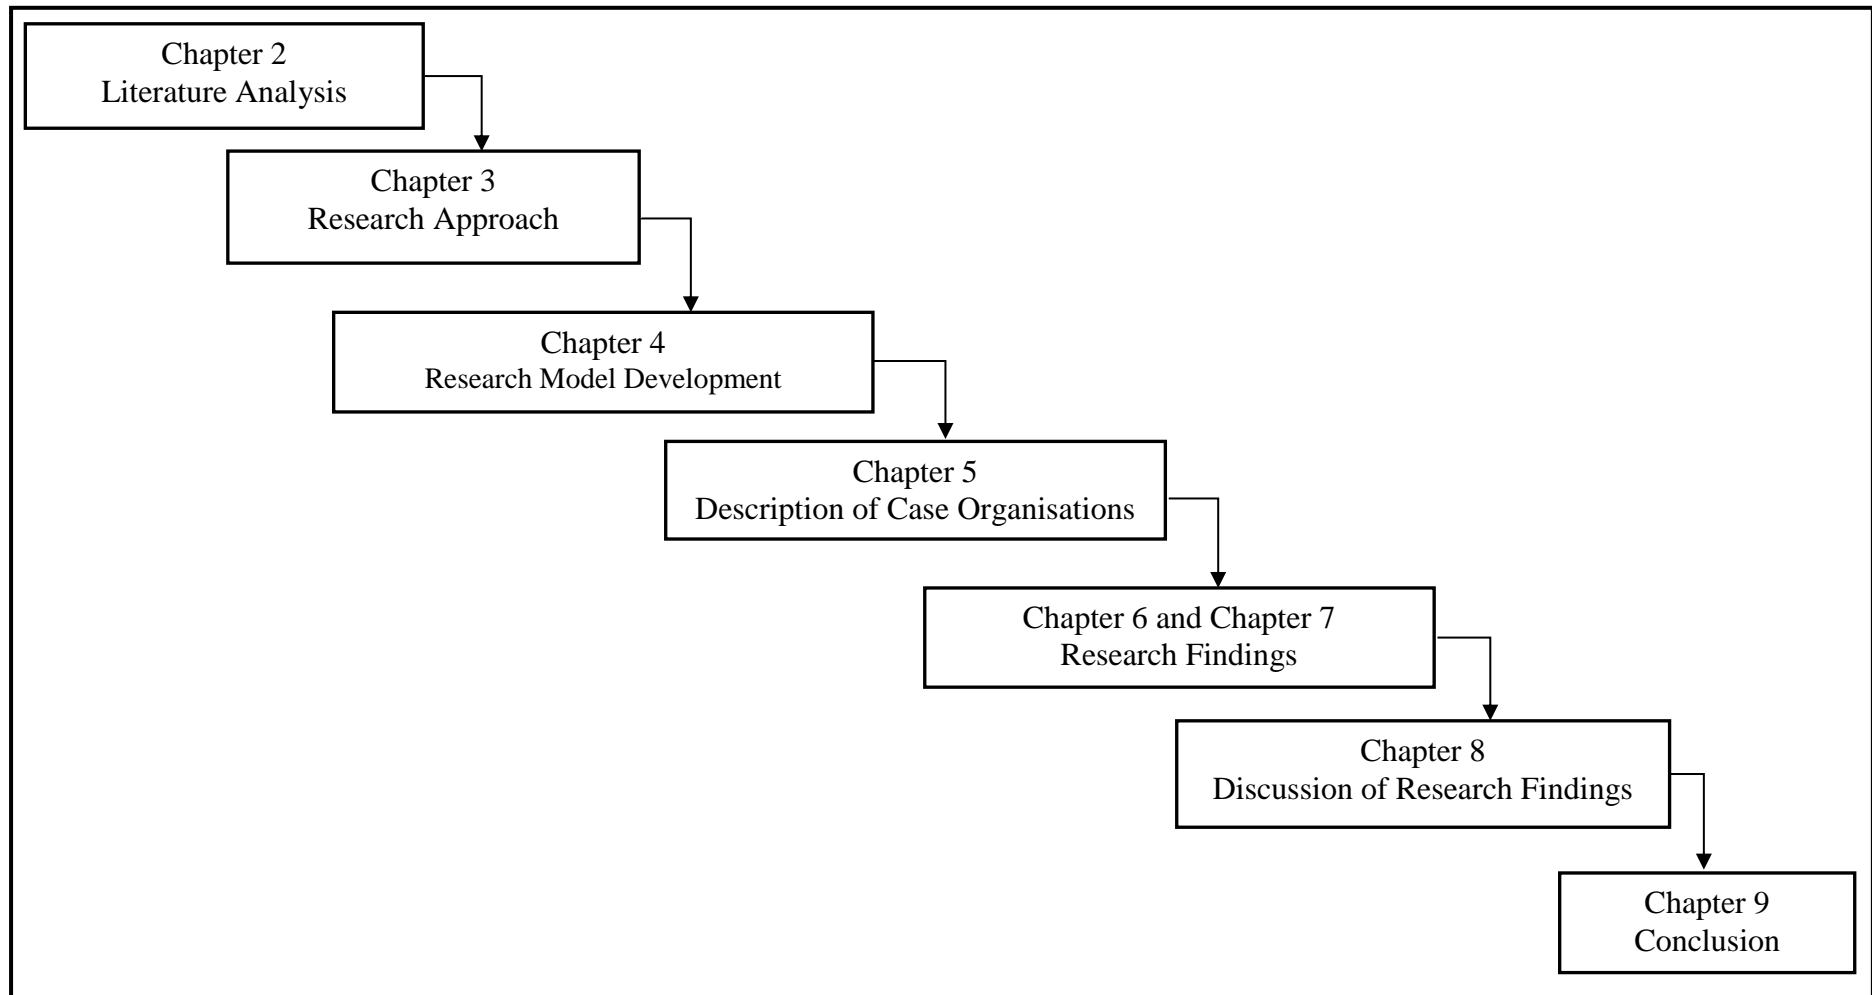 Chapter 2
Literature Analysis
Chapter 3
Research Approach
Chapter 4
Research Model Development
Chapter 5
Description of Case Organisations
Chapter 6 and Chapter 7
Research Findings
Chapter 8
Discussion of Research Findings
Chapter 9
Conclusion